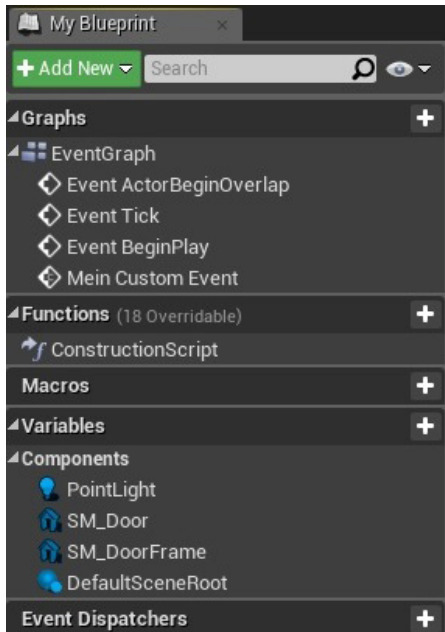 My Blueprint
Add New Search
Graphs
EventGraph
Event ActorBeginOverlap
Event Tick
Event BeginPlay
Mein Custom Event
Functions (18 Overridable)
ConstructionScript
Macros
Variables
Components
PointLight
SM_Door
SM_DoorFrame
DefaultSceneRoot
Event Dispatchers